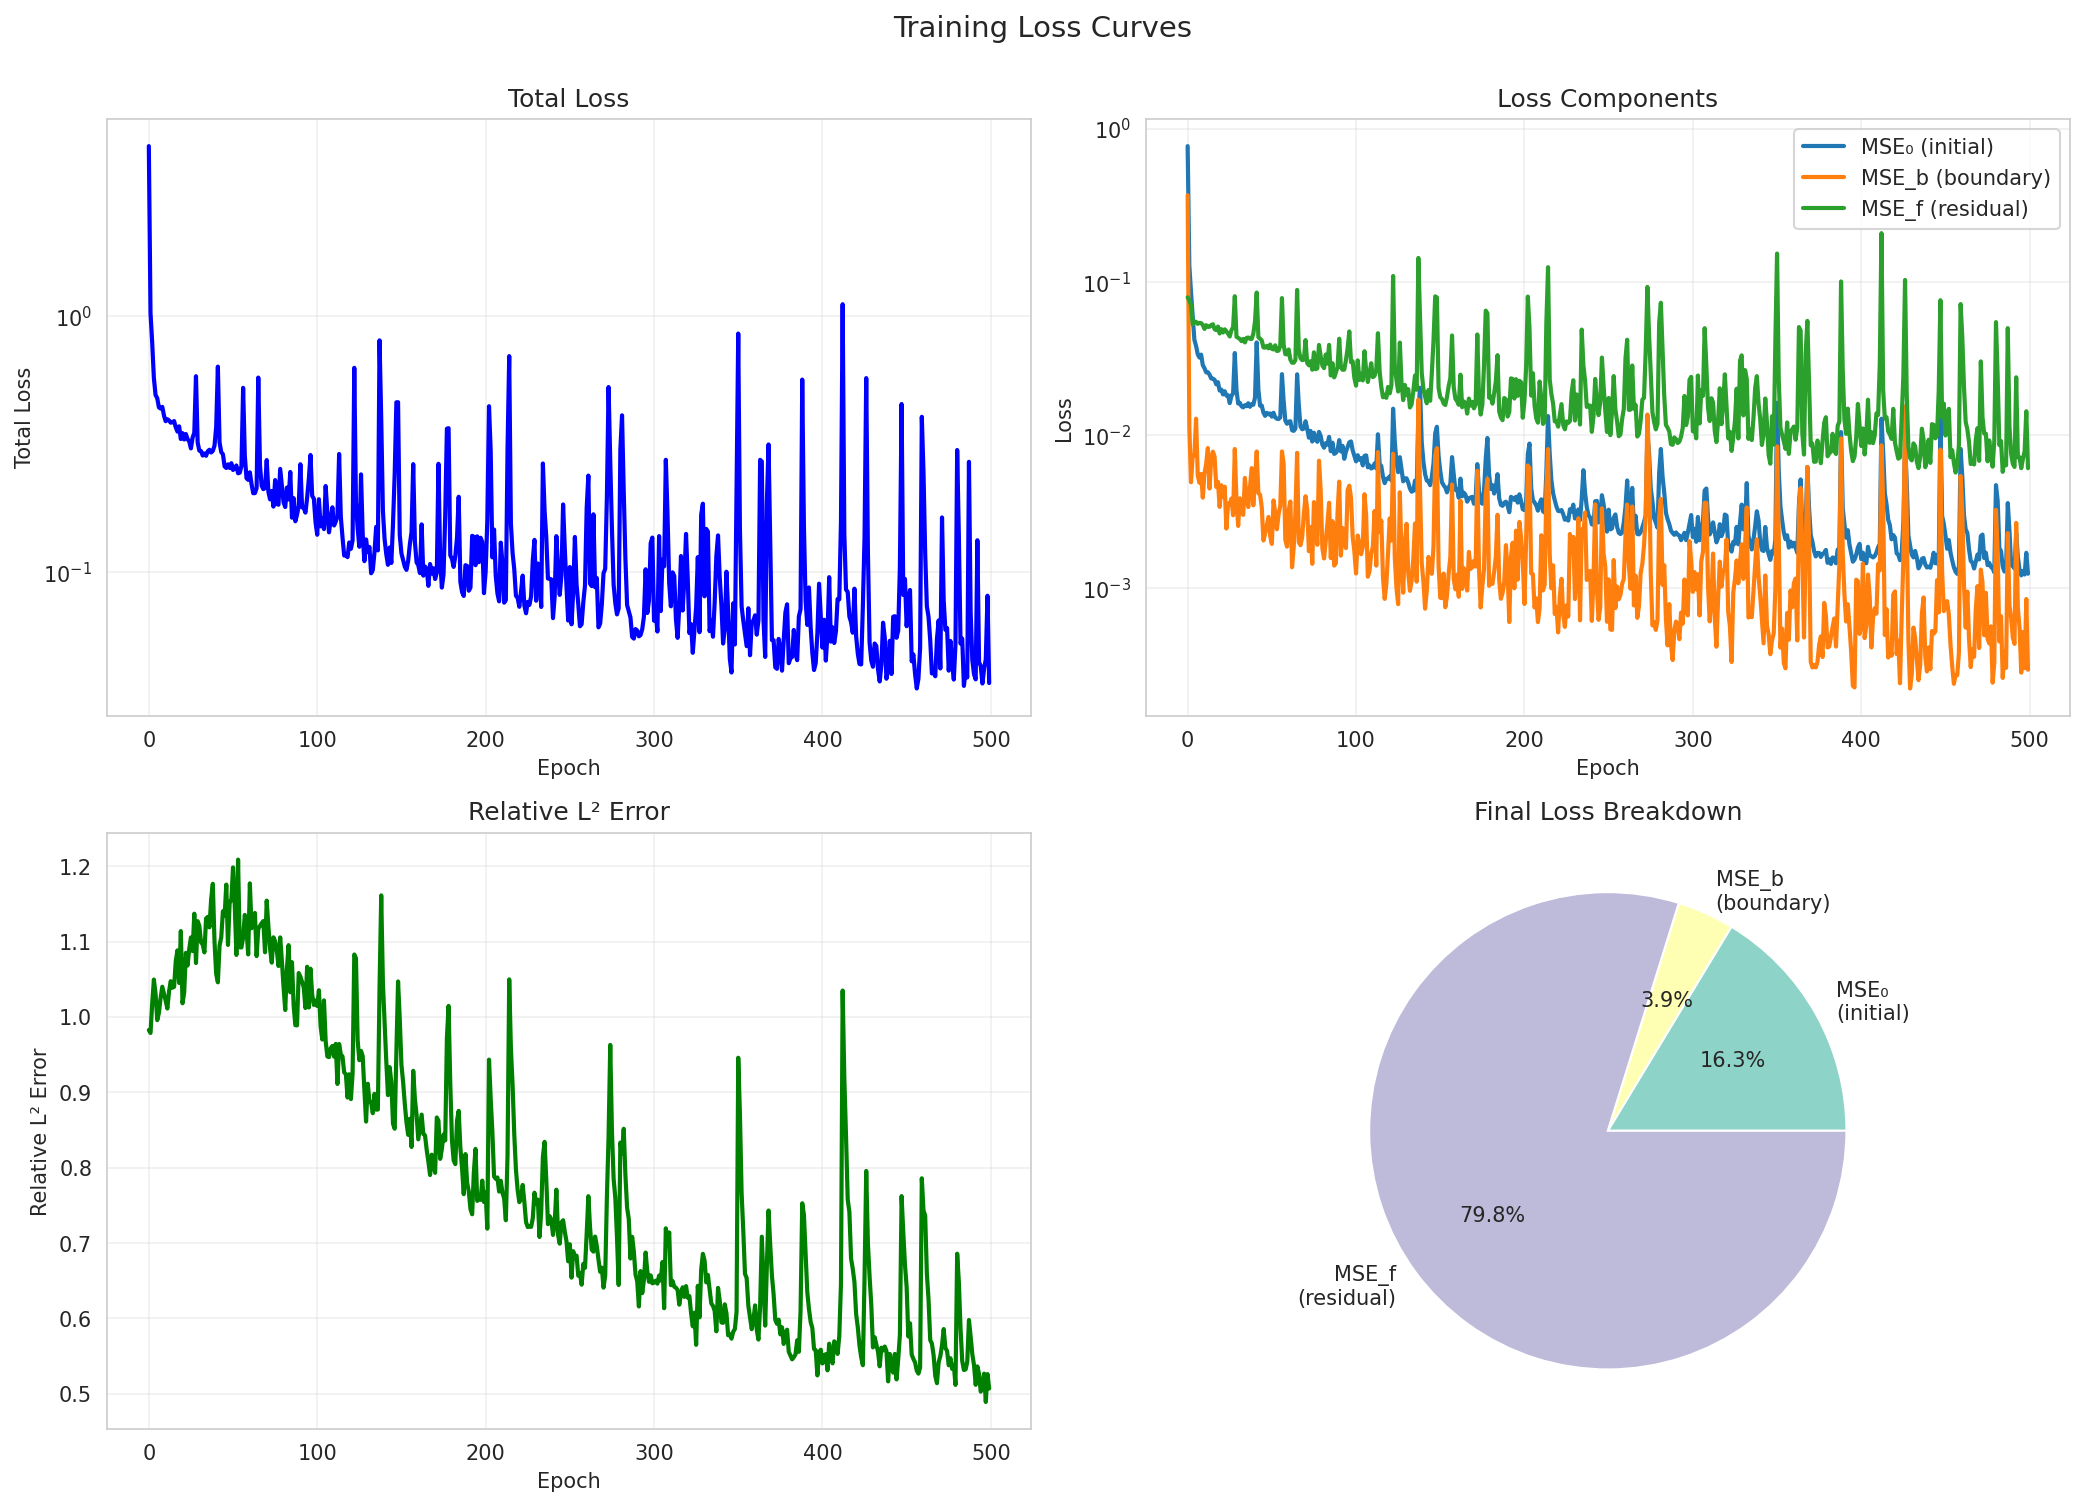 Training Loss Curves
Total Loss
Total Loss
10⁰
10⁻¹
0 100 200 300 400 500
Epoch
Loss Components
Loss
10⁰
10⁻¹
10⁻²
10⁻³
MSE₀ (initial)
MSE_b (boundary)
MSE_f (residual)
0 100 200 300 400 500
Epoch
Relative L² Error
Relative L² Error
1.2
1.1
1.0
0.9
0.8
0.7
0.6
0.5
0 100 200 300 400 500
Epoch
Final Loss Breakdown
MSE_b
(boundary)
3.9%
MSE₀
(initial)
16.3%
79.8%
MSE_f
(residual)